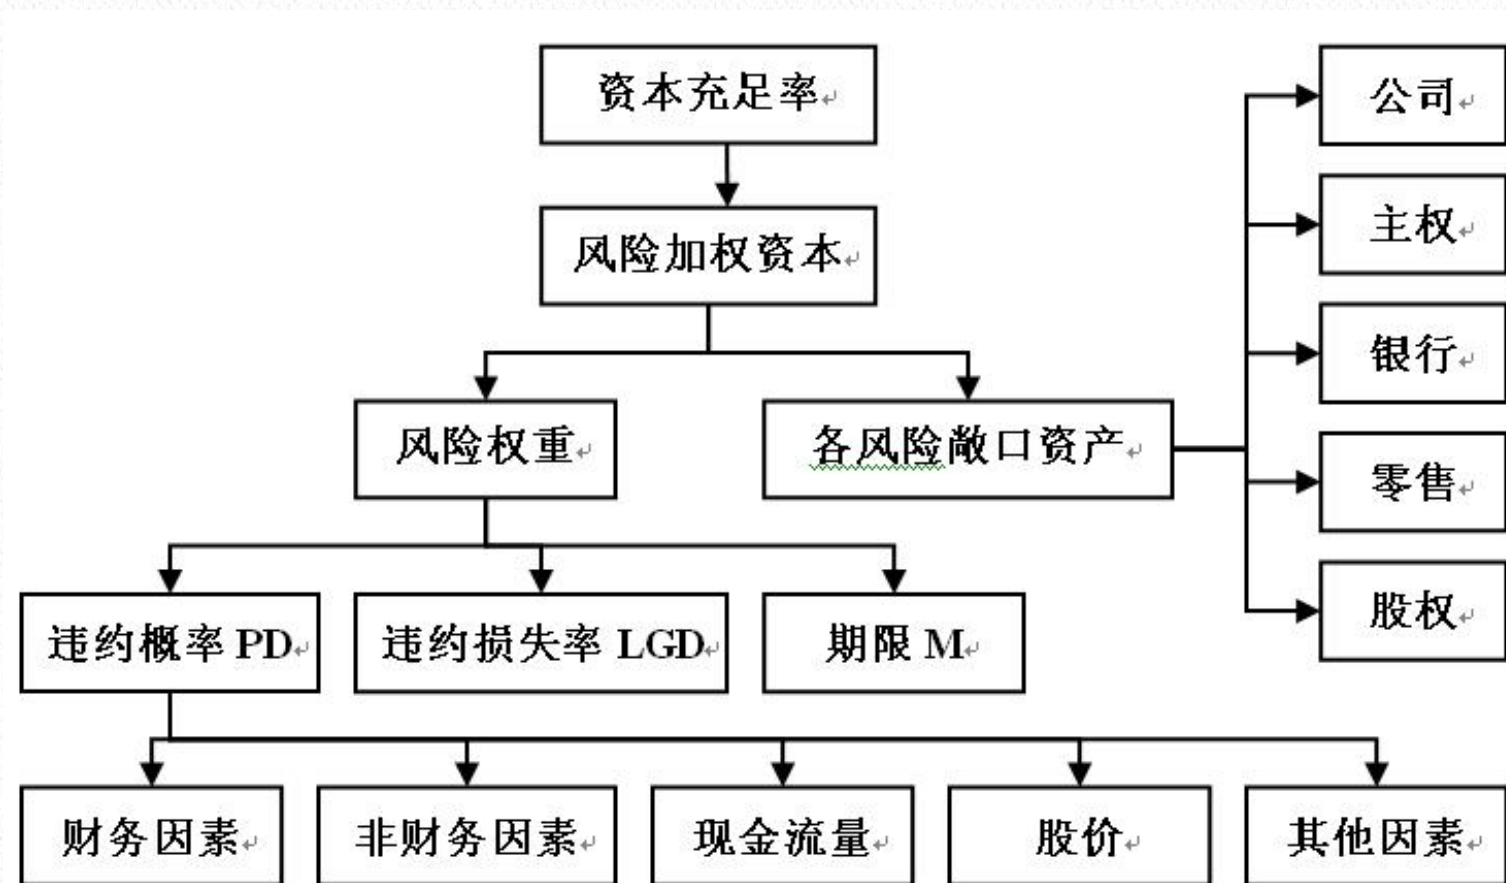 资本充足率
风险加权资本
风险权重
各风险敞口资产
公司
主权
银行
零售
股权
违约概率 PD
违约损失率 LGD
期限 M
财务因素
非财务因素
现金流量
股价
其他因素